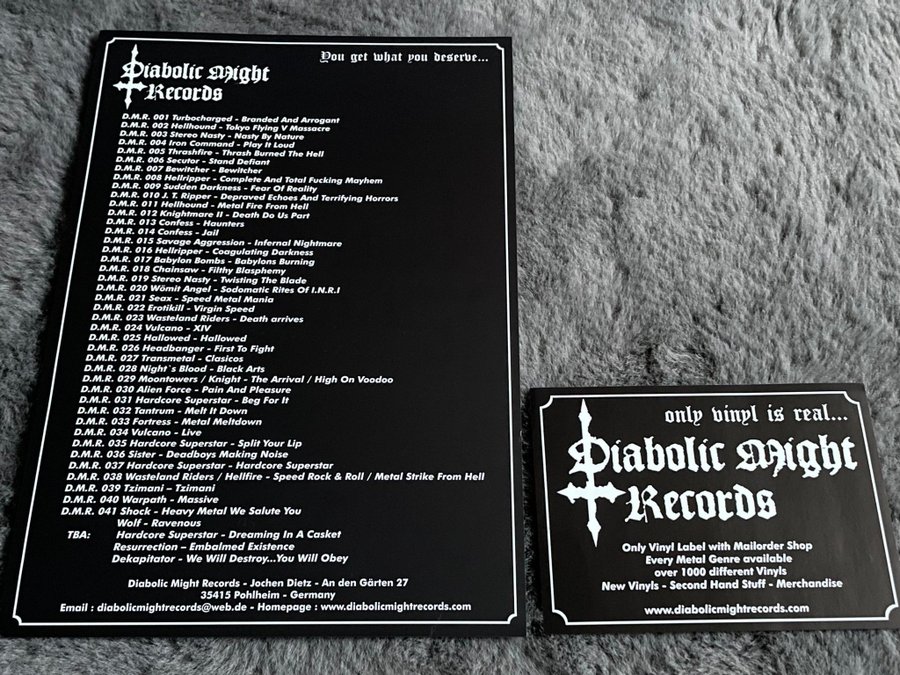 You get what you deserve...
Diabolic Might
Records
D.M.R. 001 Turbocharged - Branded And Arrogant
D.M.R. 002 Hellhound - Tokyo Flying V Massacre
D.M.R. 003 Stereo Nasty - Nasty By Nature
D.M.R. 004 Iron Command - Play It Loud
D.M.R. 005 Thrashfire - Thrash Burned The Hell
D.M.R. 006 Secutor - Stand Defiant
D.M.R. 007 Bewitcher - Bewitcher
D.M.R. 008 Hellripper - Complete And Total Fucking Mayhem
D.M.R. 009 Sudden Darkness - Fear Of Reality
D.M.R. 010 J. T. Ripper - Depraved Echoes And Terrifying Horrors
D.M.R. 011 Hellhound - Metal Fire From Hell
D.M.R. 012 Knightmare II - Death Do Us Part
D.M.R. 013 Confess - Haunters
D.M.R. 014 Confess - Jail
D.M.R. 015 Savage Aggression - Infernal Nightmare
D.M.R. 016 Hellripper - Coagulating Darkness
D.M.R. 017 Babylon Bombs - Babylons Burning
D.M.R. 018 Chainsaw - Filthy Blasphemy
D.M.R. 019 Stereo Nasty - Twisting The Blade
D.M.R. 020 Wömit Angel - Sodomatic Rites Of I.N.R.I
D.M.R. 021 Seax - Speed Metal Mania
D.M.R. 022 Erotikill - Virgin Speed
D.M.R. 023 Wasteland Riders - Death arrives
D.M.R. 024 Vulcano - XIV
D.M.R. 025 Hallowed - Hallowed
D.M.R. 026 Headbanger - First To Fight
D.M.R. 027 Transmetal - Clasicos
D.M.R. 028 Night`s Blood - Black Arts
D.M.R. 029 Moontowers / Knight - The Arrival / High On Voodoo
D.M.R. 030 Alien Force - Pain And Pleasure
D.M.R. 031 Hardcore Superstar - Beg For It
D.M.R. 032 Tantrum - Melt It Down
D.M.R. 033 Fortress - Metal Meltdown
D.M.R. 034 Vulcano - Live
D.M.R. 035 Hardcore Superstar - Split Your Lip
D.M.R. 036 Sister - Deadboys Making Noise
D.M.R. 037 Hardcore Superstar - Hardcore Superstar
D.M.R. 038 Wasteland Riders / Hellfire - Speed Rock & Roll / Metal Strike From Hell
D.M.R. 039 Tzimani - Tzimani
D.M.R. 040 Warpath - Massive
D.M.R. 041 Shock - Heavy Metal We Salute You
Wolf - Ravenous
TBA: Hardcore Superstar - Dreaming In A Casket
Resurrection – Embalmed Existence
Dekapitator - We Will Destroy...You Will Obey
Diabolic Might Records - Jochen Dietz - An den Gärten 27
35415 Pohlheim - Germany
Email : diabolicmightrecords@web.de - Homepage : www.diabolicmightrecords.com
only vinyl is real...
Diabolic Might
Records
Only Vinyl Label with Mailorder Shop
Every Metal Genre available
over 1000 different Vinyls
New Vinyls - Second Hand Stuff - Merchandise
www.diabolicmightrecords.com